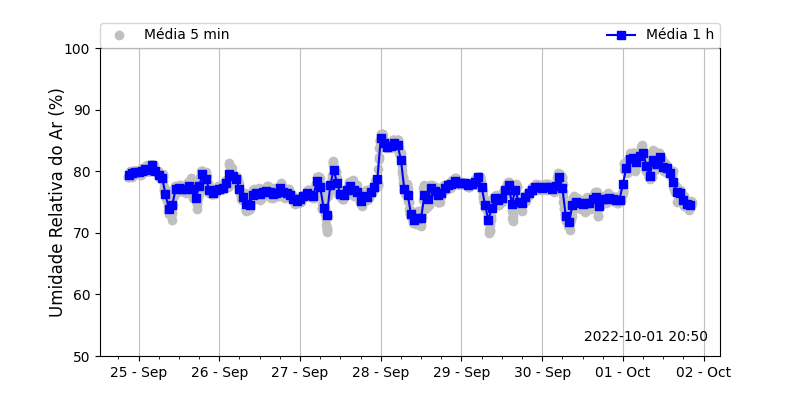 Média 5 min
Média 1 h
100
90
80
70
60
50
Umidade Relativa do Ar (%)
2022-10-01 20:50
25 - Sep
26 - Sep
27 - Sep
28 - Sep
29 - Sep
30 - Sep
01 - Oct
02 - Oct